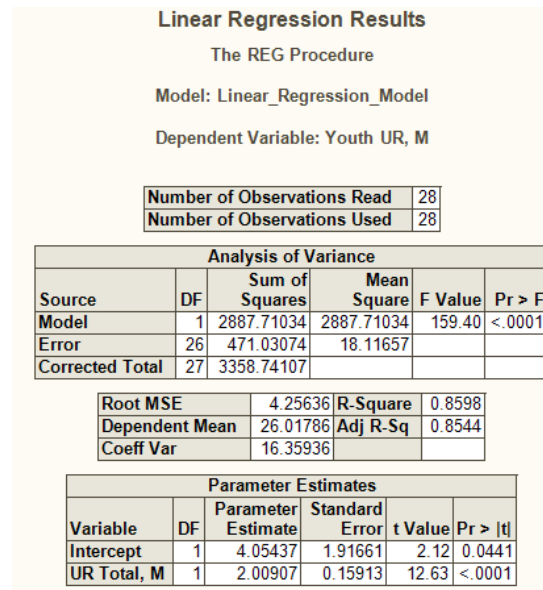 Linear Regression Results
The REG Procedure
Model: Linear_Regression_Model
Dependent Variable: Youth UR, M
Number of Observations Read 28
Number of Observations Used 28
Analysis of Variance
Source DF Sum of Squares Mean Square F Value Pr > F
Model 1 2887.71034 2887.71034 159.40 <.0001
Error 26 471.03074 18.11657
Corrected Total 27 3358.74107
Root MSE 4.25636 R-Square 0.8598
Dependent Mean 26.01786 Adj R-Sq 0.8544
Coeff Var 16.35936
Parameter Estimates
Variable DF Parameter Estimate Standard Error t Value Pr > |t|
Intercept 1 4.05437 1.91661 2.12 0.0441
UR Total, M 1 2.00907 0.15913 12.63 <.0001